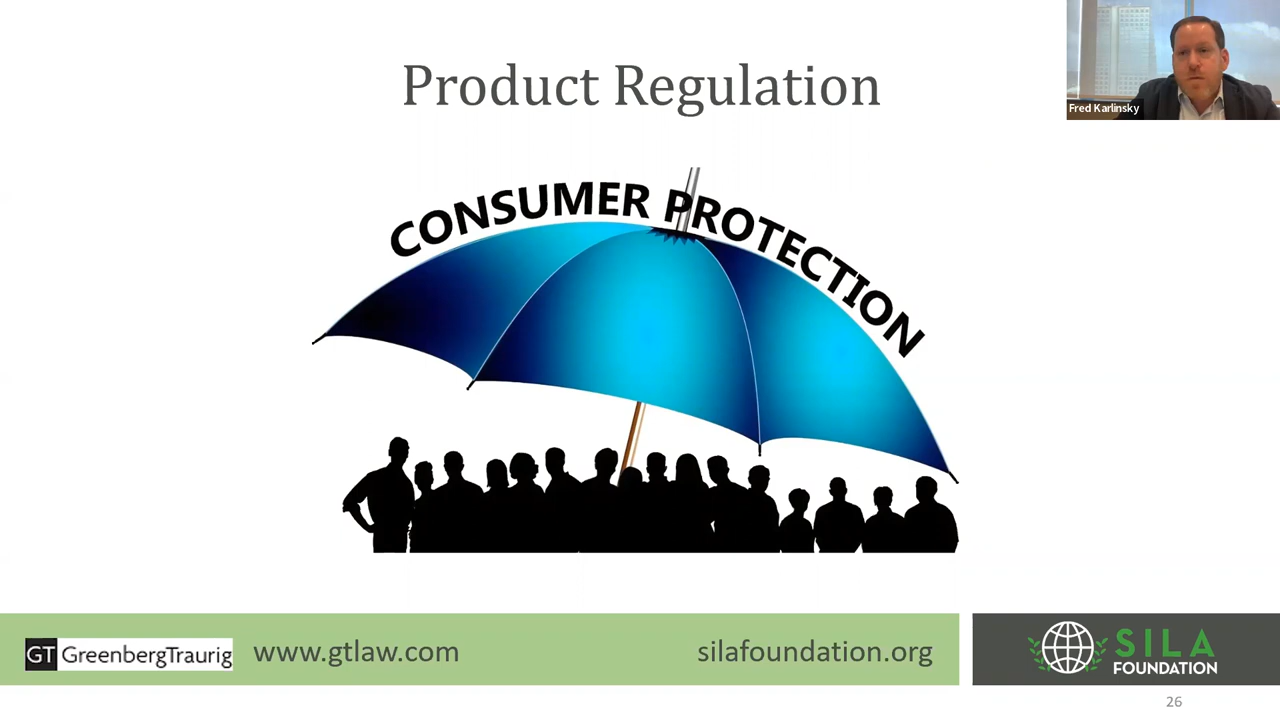 Product Regulation
Fred Karlinsky
CONSUMER PROTECTION
GT GreenbergTraurig
www.gtlaw.com
silafoundation.org
SILA
FOUNDATION
26